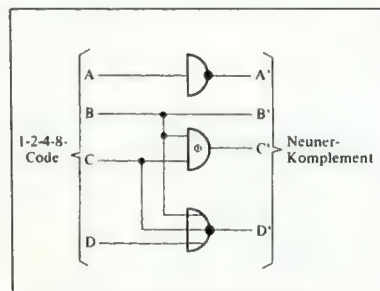 A A'
B B'
1-2-4-8-
Code
C ⊕ C'
Neuner-
Komplement
D D'